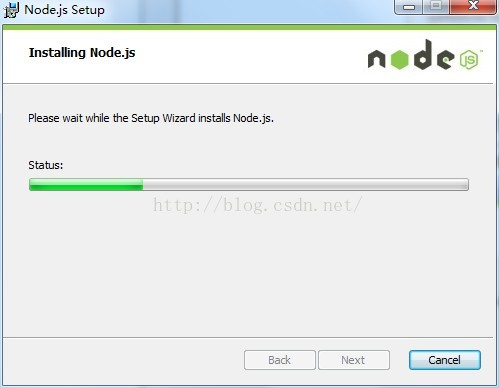 Node.js Setup
Installing Node.js
node
JS
Please wait while the Setup Wizard installs Node.js.
Status:
http://blog.csdn.net/
Back
Next
Cancel